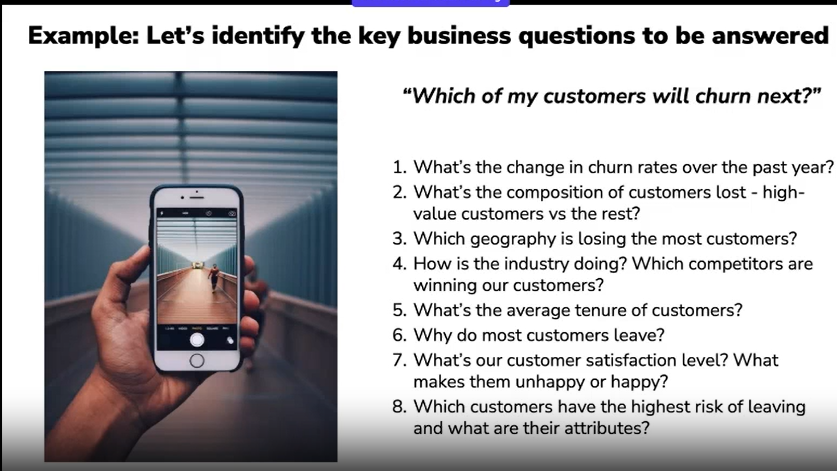 Example: Let's identify the key business questions to be answered
“Which of my customers will churn next?”
1. What's the change in churn rates over the past year?
2. What's the composition of customers lost - high-
value customers vs the rest?
3. Which geography is losing the most customers?
4. How is the industry doing? Which competitors are
winning our customers?
5. What's the average tenure of customers?
6. Why do most customers leave?
7. What's our customer satisfaction level? What
makes them unhappy or happy?
8. Which customers have the highest risk of leaving
and what are their attributes?